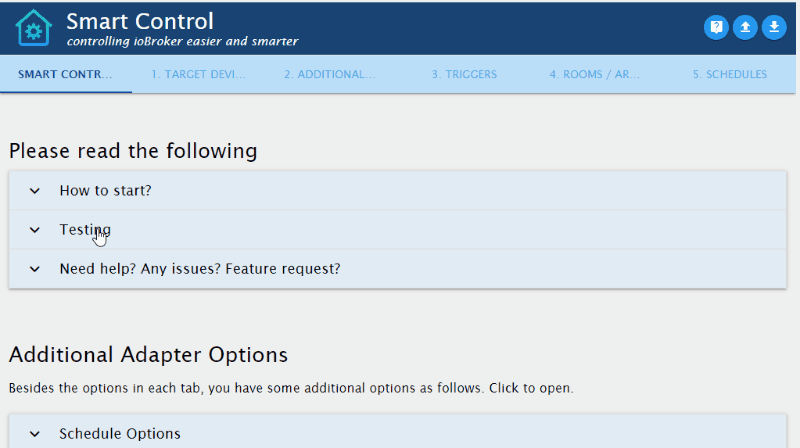 Smart Control
controlling ioBroker easier and smarter
SMART CONTR... 1. TARGET DEVI... 2. ADDITIONAL... 3. TRIGGERS 4. ROOMS / AR... 5. SCHEDULES
Please read the following
How to start?
Testing
Need help? Any issues? Feature request?
Additional Adapter Options
Besides the options in each tab, you have some additional options as follows. Click to open.
Schedule Options